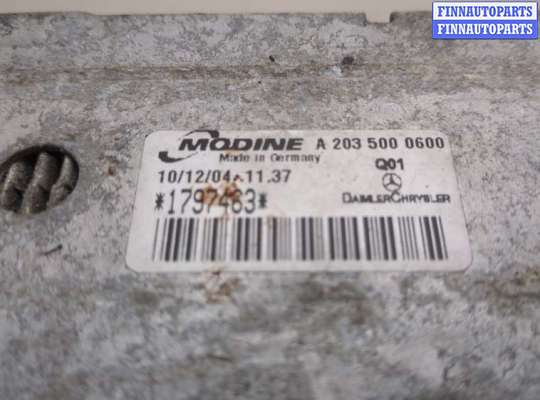 FINNAUTOPARTS
FINNAUTOPARTS
MODINE A 203 500 0600
Made in Germany Q01
10/12/04 11.37
*1797463* DAIMLERCHRYSLER